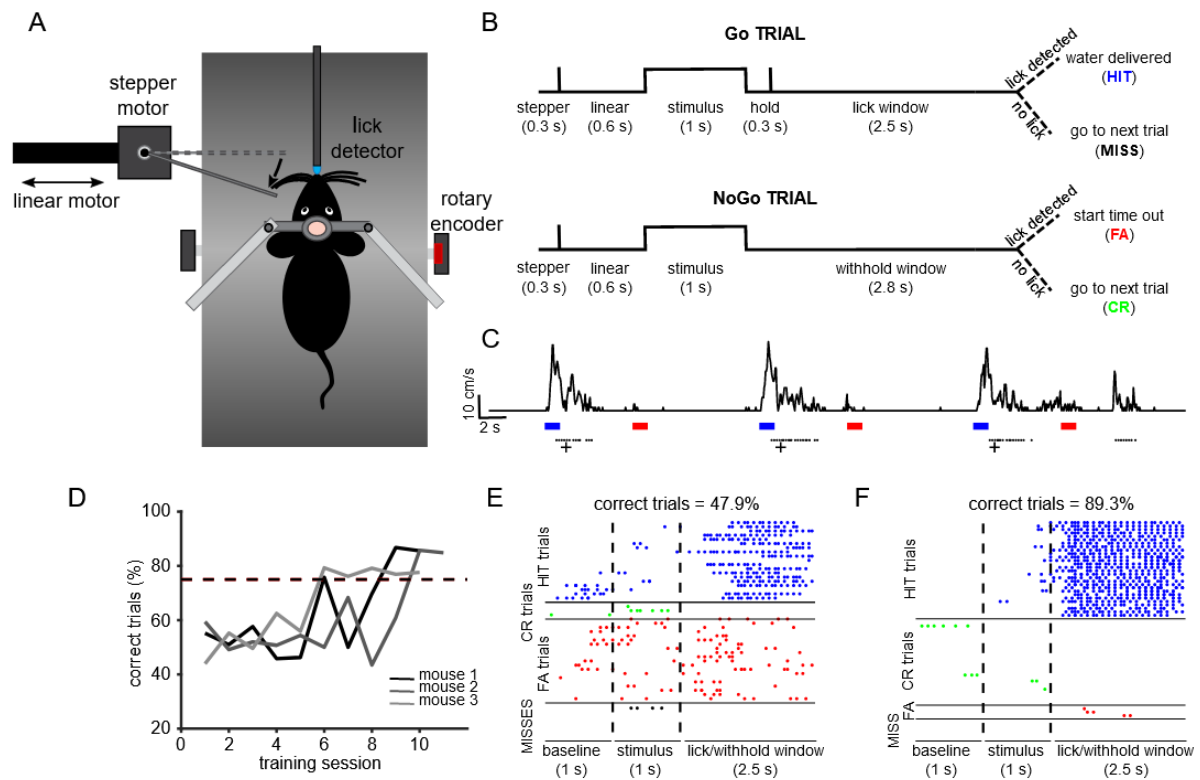 A
stepper
motor
lick
detector
linear motor
rotary
encoder
B
Go TRIAL
stepper
(0.3 s)
linear
(0.6 s)
stimulus
(1 s)
hold
(0.3 s)
lick window
(2.5 s)
lick detected
no lick
water delivered
(HIT)
go to next trial
(MISS)
NoGo TRIAL
stepper
(0.3 s)
linear
(0.6 s)
stimulus
(1 s)
withhold window
(2.8 s)
lick detected
no lick
start time out
(FA)
go to next trial
(CR)
C
10 cm/s
2 s
+
+
+
D
correct trials (%)
100
80
60
40
20
0
2
4
6
8
10
training session
mouse 1
mouse 2
mouse 3
E
correct trials = 47.9%
HIT trials
CR trials
FA trials
MISSES
baseline
(1 s)
stimulus
(1 s)
lick/withhold window
(2.5 s)
F
correct trials = 89.3%
HIT trials
CR trials
FA
MISS
baseline
(1 s)
stimulus
(1 s)
lick/withhold window
(2.5 s)